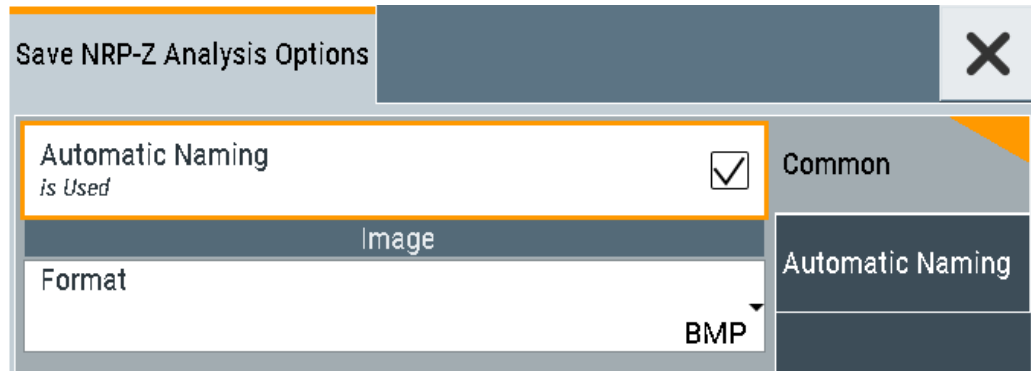 Save NRP-Z Analysis Options
Automatic Naming
is Used
Common
Image
Automatic Naming
Format
BMP